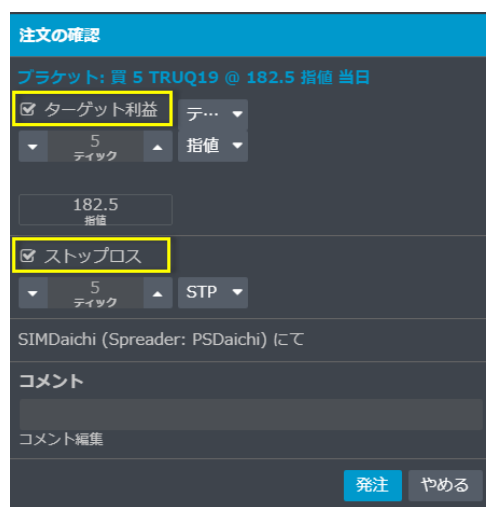 注文の確認
ブラケット: 買 5 TRUQ19 @ 182.5 指値 当日
ターゲット利益 テ…
5 指値
ティック
182.5
指値
ストップロス
5 STP
ティック
SIMDaichi (Spreader: PSDaichi) にて
コメント
コメント編集
発注 やめる